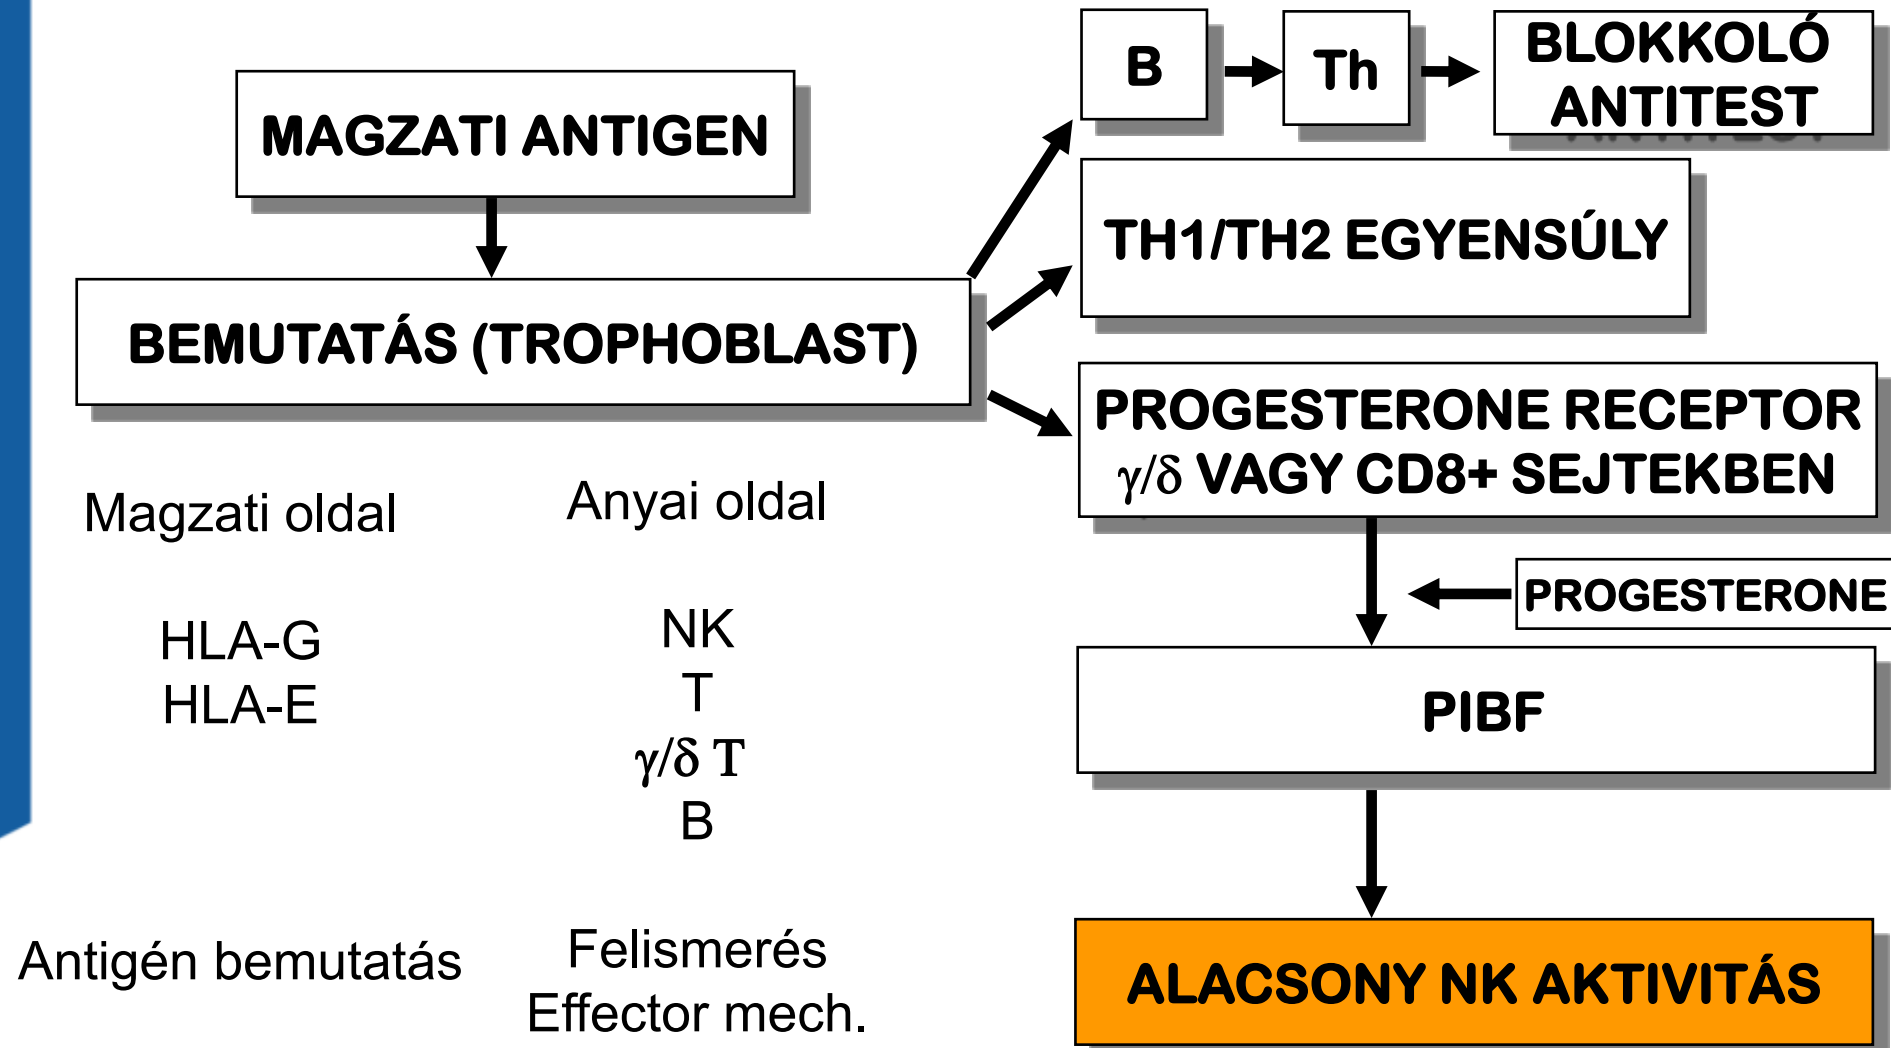 MAGZATI ANTIGEN
BEMUTATÁS (TROPHOBLAST)
B
Th
BLOKKOLÓ
ANTITEST
TH1/TH2 EGYENSÚLY
PROGESTERONE RECEPTOR
γ/δ VAGY CD8+ SEJTEKBEN
PROGESTERONE
PIBF
ALACSONY NK AKTIVITÁS
Magzati oldal
HLA-G
HLA-E
Antigén bemutatás
Anyai oldal
NK
T
γ/δ T
B
Felismerés
Effector mech.